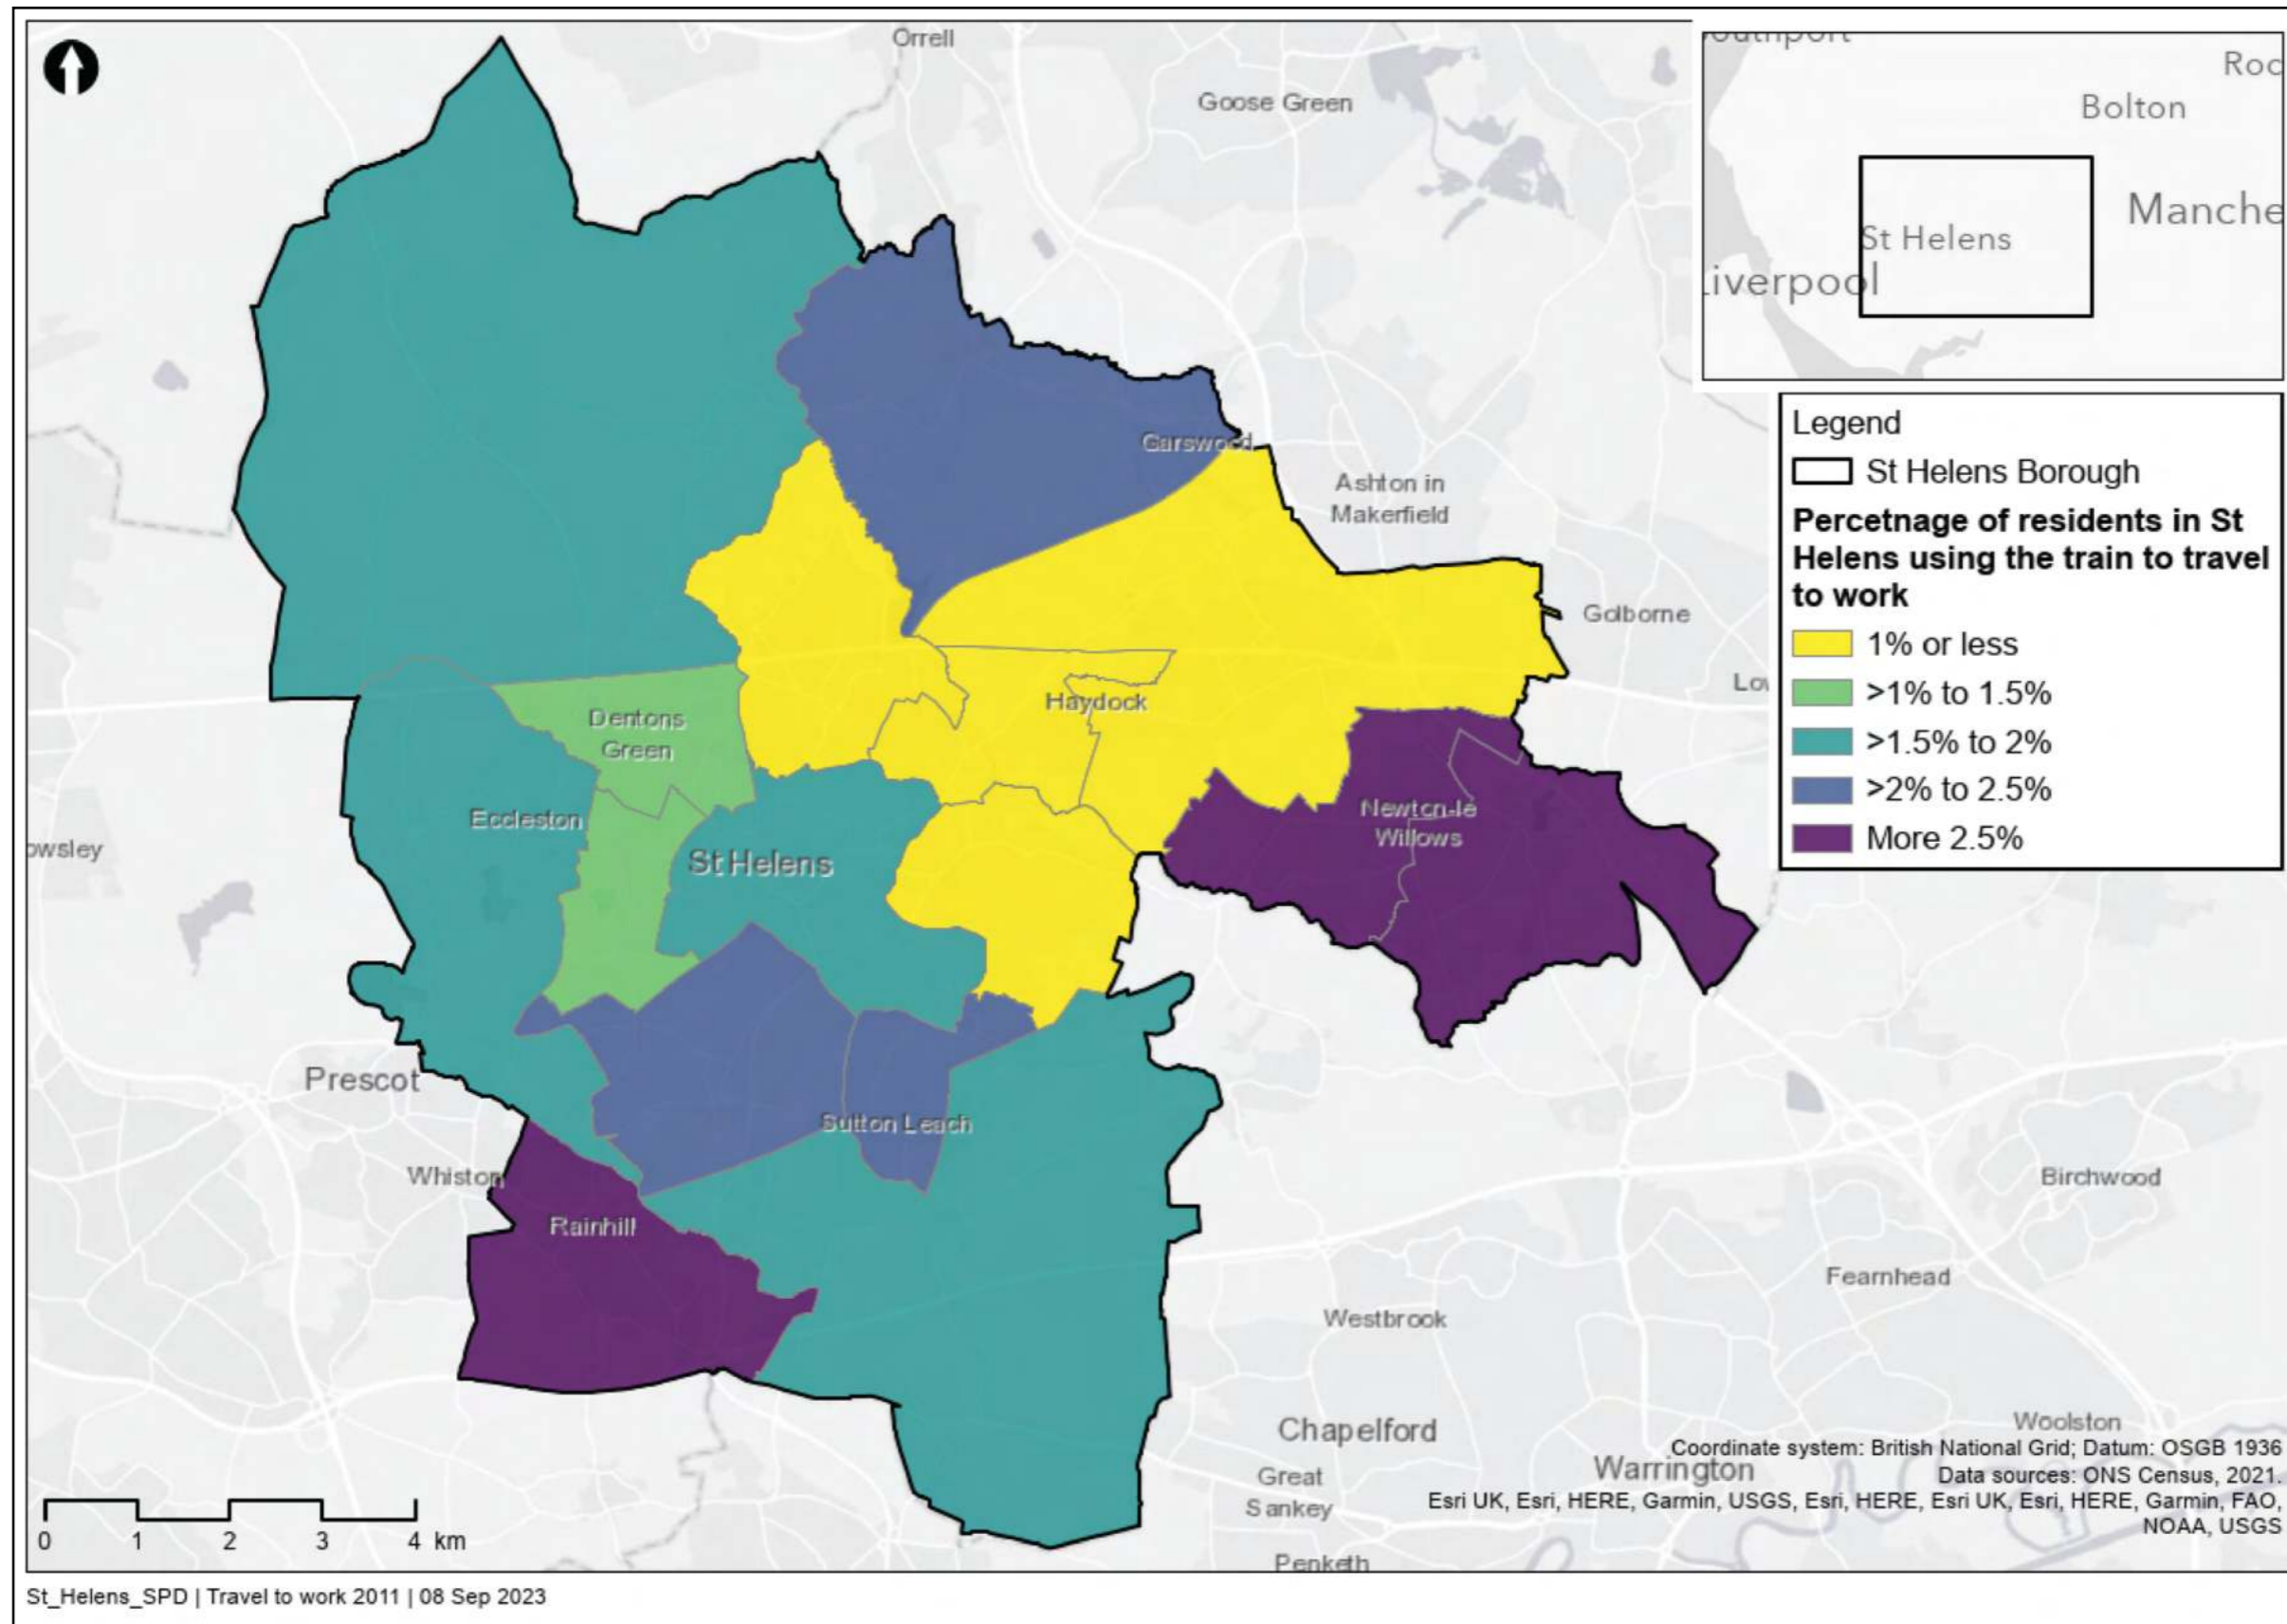 Orrell
Goose Green
Garswood
Ashton in
Makerfield
Golborne
Haydock
Dentons
Green
Eccleston
St Helens
Newton-le
Willows
owsley
Prescot
Sutton Leach
Whiston
Rainhill
Birchwood
Fearnhead
Westbrook
Chapelford
Great
Sankey
Penketh
Woolston
Warrington
Roc
Bolton
Manche
St Helens
iverpool
Legend
St Helens Borough
Percetnage of residents in St
Helens using the train to travel
to work
1% or less
>1% to 1.5%
>1.5% to 2%
>2% to 2.5%
More 2.5%
Coordinate system: British National Grid; Datum: OSGB 1936
Data sources: ONS Census, 2021.
Esri UK, Esri, HERE, Garmin, USGS, Esri, HERE, Esri UK, Esri, HERE, Garmin, FAO,
NOAA, USGS
0 1 2 3 4 km
St_Helens_SPD | Travel to work 2011 | 08 Sep 2023